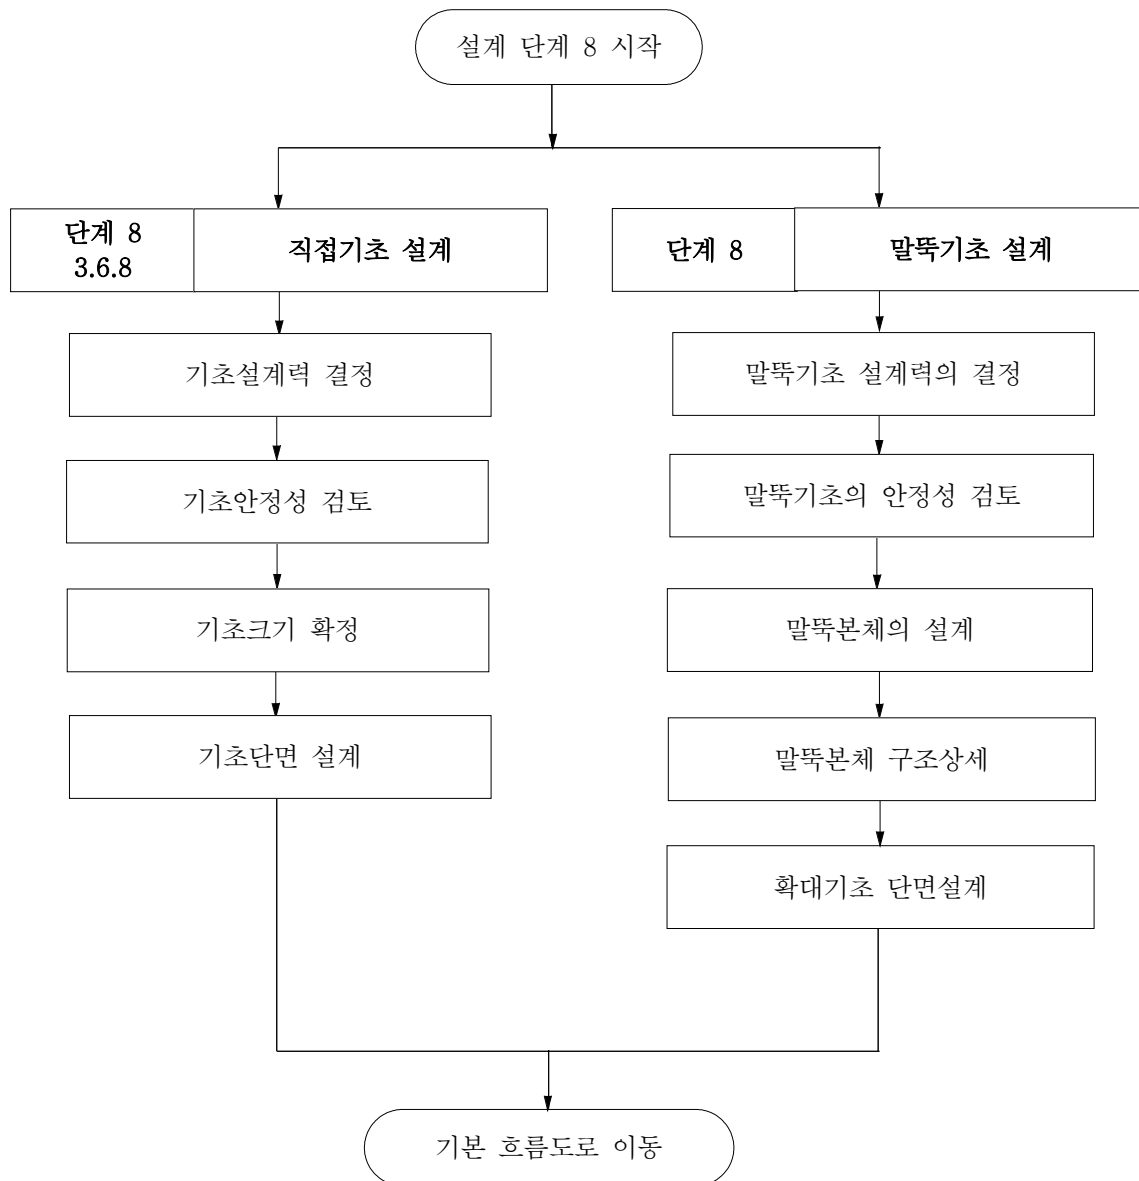 설계 단계 8 시작
단계 8
3.6.8
직접기초 설계
기초설계력 결정
기초안정성 검토
기초크기 확정
기초단면 설계
단계 8
말뚝기초 설계
말뚝기초 설계력의 결정
말뚝기초의 안정성 검토
말뚝본체의 설계
말뚝본체 구조상세
확대기초 단면설계
기본 흐름도로 이동